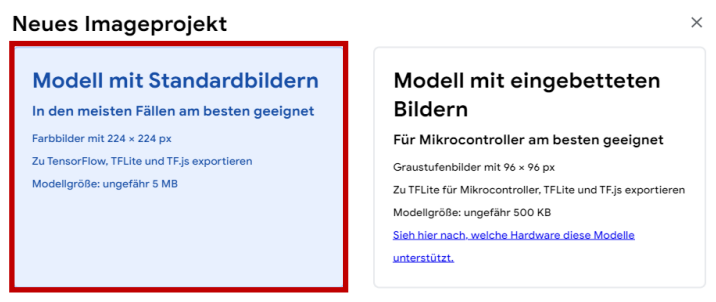 Neues Imageprojekt
Modell mit Standardbildern
In den meisten Fällen am besten geeignet
Farbbilder mit 224 × 224 px
Zu TensorFlow, TFLite und TF.js exportieren
Modellgröße: ungefähr 5 MB
Modell mit eingebetteten
Bildern
Für Mikrocontroller am besten geeignet
Graustufenbilder mit 96 × 96 px
Zu TFLite für Mikrocontroller, TFLite und TF.js exportieren
Modellgröße: ungefähr 500 KB
Sieh hier nach, welche Hardware diese Modelle
unterstützt.